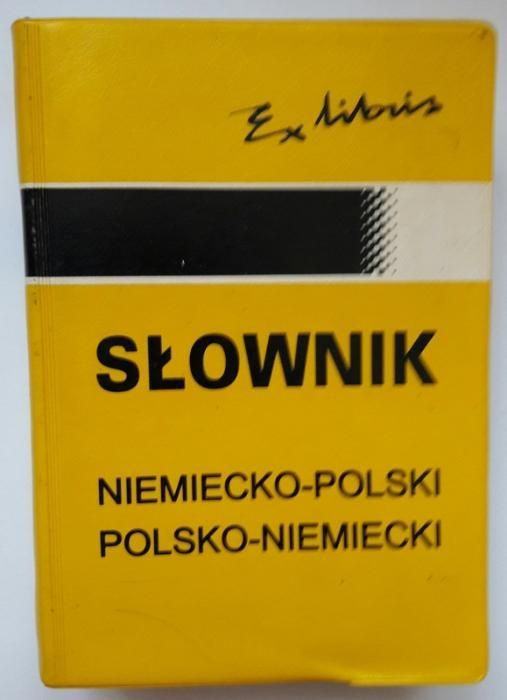 Ex libris
SŁOWNIK
NIEMIECKO-POLSKI
POLSKO-NIEMIECKI